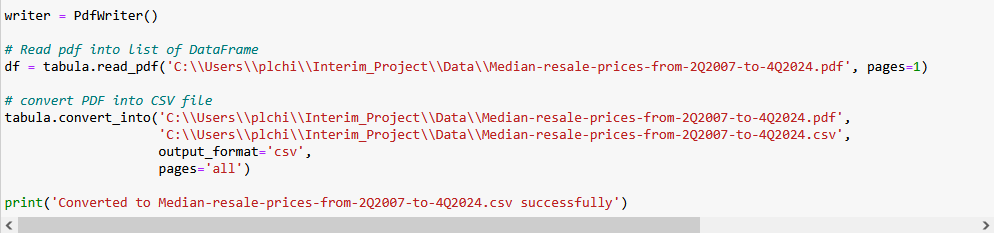 writer = PdfWriter()
# Read pdf into list of DataFrame
df = tabula.read_pdf('C:\\Users\\plchi\\Interim_Project\\Data\\Median-resale-prices-from-2Q2007-to-4Q2024.pdf', pages=1)
# convert PDF into CSV file
tabula.convert_into('C:\\Users\\plchi\\Interim_Project\\Data\\Median-resale-prices-from-2Q2007-to-4Q2024.pdf',
'C:\\Users\\plchi\\Interim_Project\\Data\\Median-resale-prices-from-2Q2007-to-4Q2024.csv',
output_format='csv',
pages='all')
print('Converted to Median-resale-prices-from-2Q2007-to-4Q2024.csv successfully')